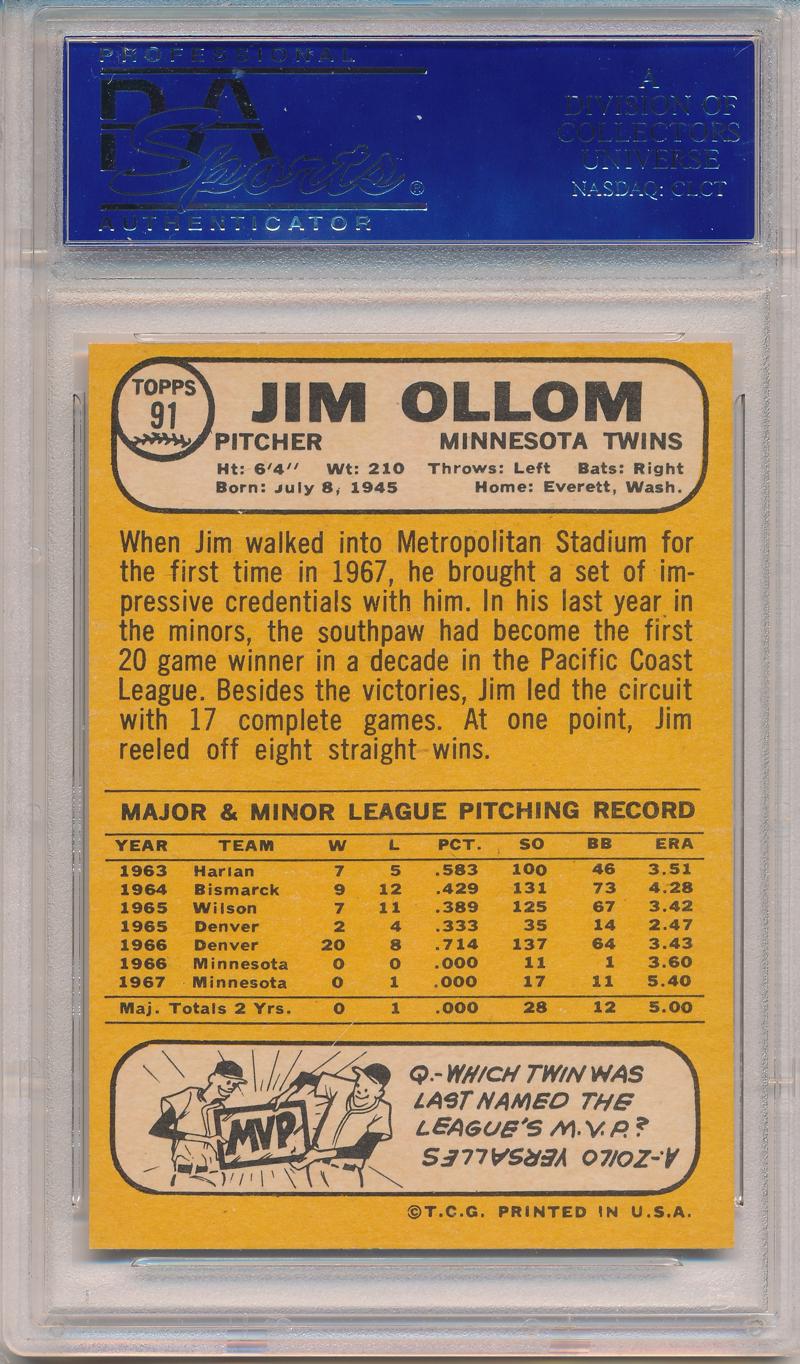 PROFESSIONAL
PSA
Sports®
AUTHENTICATOR
A
DIVISION OF
COLLECTORS
UNIVERSE
NASDAQ: CLCT
TOPPS
91
JIM OLLOM
PITCHER MINNESOTA TWINS
Ht: 6'4" Wt: 210 Throws: Left Bats: Right
Born: July 8, 1945 Home: Everett, Wash.
When Jim walked into Metropolitan Stadium for
the first time in 1967, he brought a set of im-
pressive credentials with him. In his last year in
the minors, the southpaw had become the first
20 game winner in a decade in the Pacific Coast
League. Besides the victories, Jim led the circuit
with 17 complete games. At one point, Jim
reeled off eight straight wins.
MAJOR & MINOR LEAGUE PITCHING RECORD
YEAR TEAM W L PCT. SO BB ERA
1963 Harlan 7 5 .583 100 46 3.51
1964 Bismarck 9 12 .429 131 73 4.28
1965 Wilson 7 11 .389 125 67 3.42
1965 Denver 2 4 .333 35 14 2.47
1966 Denver 20 8 .714 137 64 3.43
1966 Minnesota 0 0 .000 11 1 3.60
1967 Minnesota 0 1 .000 17 11 5.40
Maj. Totals 2 Yrs. 0 1 .000 28 12 5.00
MVP
Q.-WHICH TWIN WAS
LAST NAMED THE
LEAGUE'S M.V.P.?
A-ZOILO VERSALLES
©T.C.G. PRINTED IN U.S.A.